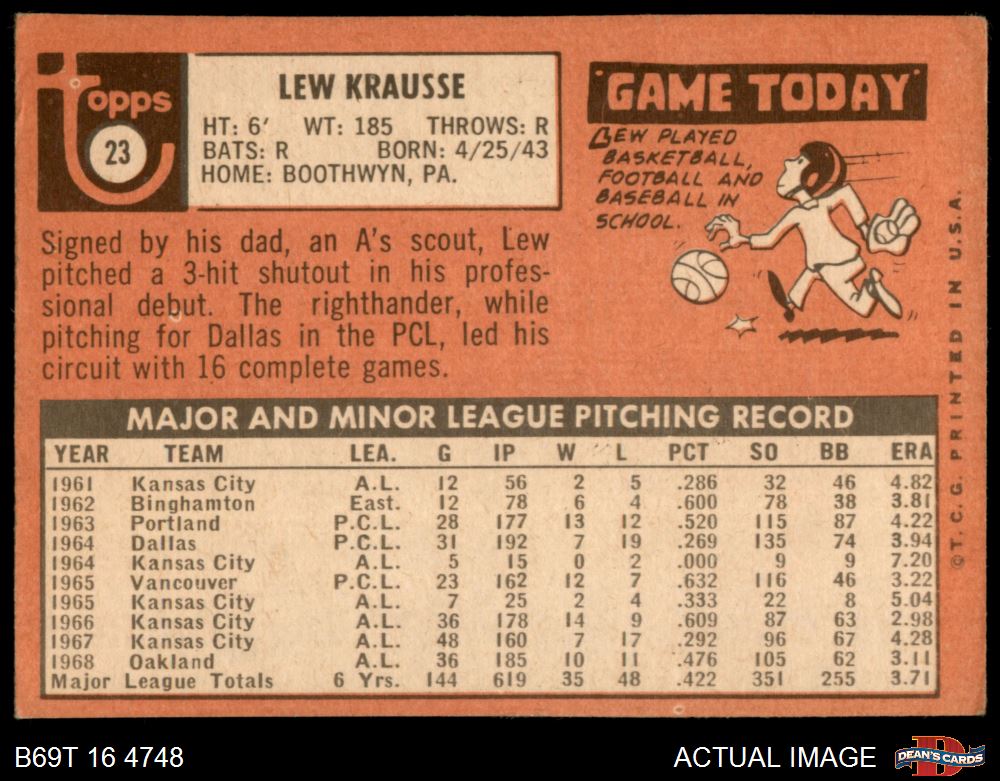 Topps
23
LEW KRAUSSE
HT: 6' WT: 185 THROWS: R
BATS: R BORN: 4/25/43
HOME: BOOTHWYN, PA.
"GAME TODAY"
LEW PLAYED
BASKETBALL,
FOOTBALL AND
BASEBALL IN
SCHOOL.
Signed by his dad, an A's scout, Lew
pitched a 3-hit shutout in his profes-
sional debut. The righthander, while
pitching for Dallas in the PCL, led his
circuit with 16 complete games.
MAJOR AND MINOR LEAGUE PITCHING RECORD
YEAR TEAM LEA. G IP W L PCT SO BB ERA
1961 Kansas City A.L. 12 56 2 5 .286 32 46 4.82
1962 Binghamton East. 12 78 6 4 .600 78 38 3.81
1963 Portland P.C.L. 28 177 13 12 .520 115 87 4.22
1964 Dallas P.C.L. 31 192 7 19 .269 135 74 3.94
1964 Kansas City A.L. 5 15 0 2 .000 9 9 7.20
1965 Vancouver P.C.L. 23 162 12 7 .632 116 46 3.22
1965 Kansas City A.L. 7 25 2 4 .333 22 8 5.04
1966 Kansas City A.L. 36 178 14 9 .609 87 63 2.98
1967 Kansas City A.L. 48 160 7 17 .292 96 67 4.28
1968 Oakland A.L. 36 185 10 11 .476 105 62 3.11
Major League Totals 6 Yrs. 144 619 35 48 .422 351 255 3.71
©T.C.G. PRINTED IN U.S.A.
B69T 16 4748
ACTUAL IMAGE
D
DEAN'S CARDS